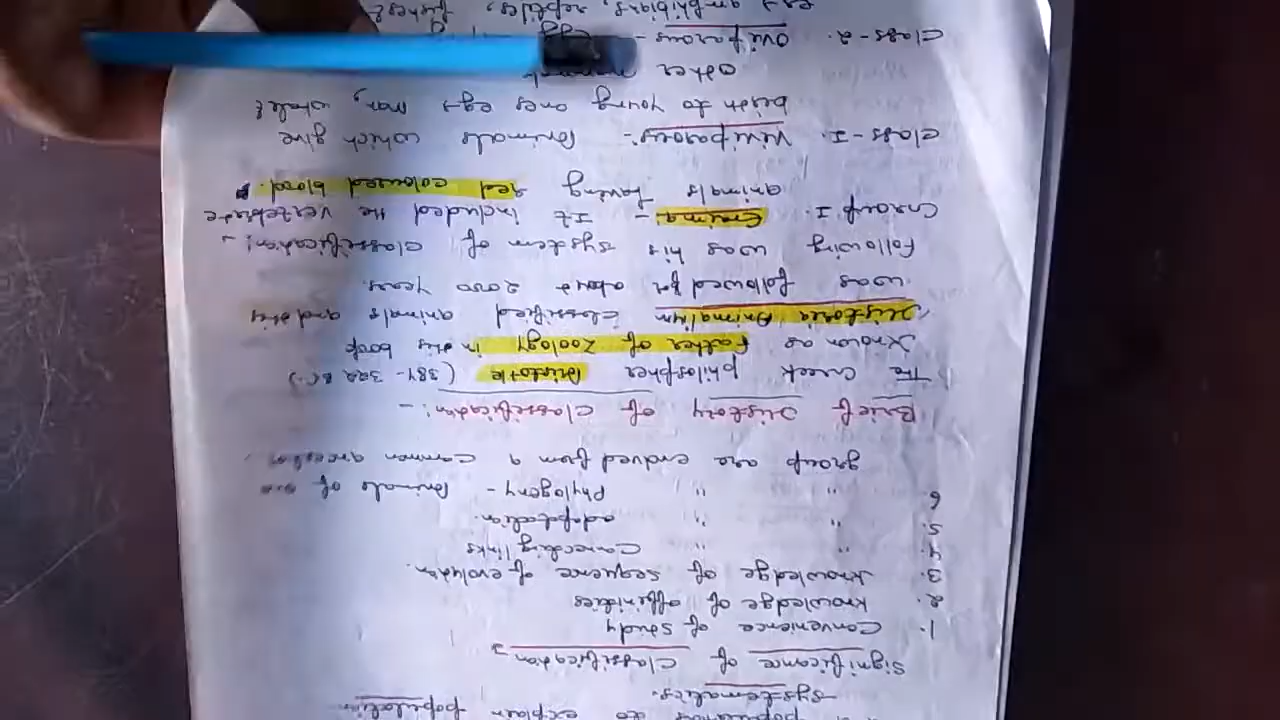 population to explain population
systematics.
Significance of Classification
1. Convenience of study
2. knowledge of affinities
3. knowledge of sequence of evolution.
4. " " Connecting links
5. " " adaptation.
6 " " Phylogeny - Animals of one
group are evolved from a common ancestor
Brief History of Classification:-
The Greek philospher Aristotle (384-322 BC)
known as Father of Zoology in his book
Historia Animalium classified animals and this
was followed for about 2000 years.
Following was his system of classification:-
Group I. Enaima:- It included the vertebrate
animals having red coloured blood.
Class-I. Viviparous:- Animals which give
birth to young ones eg→ man, whale &
other
Class-2. Oviparous -
eg→ amphibians, reptiles, fishes &